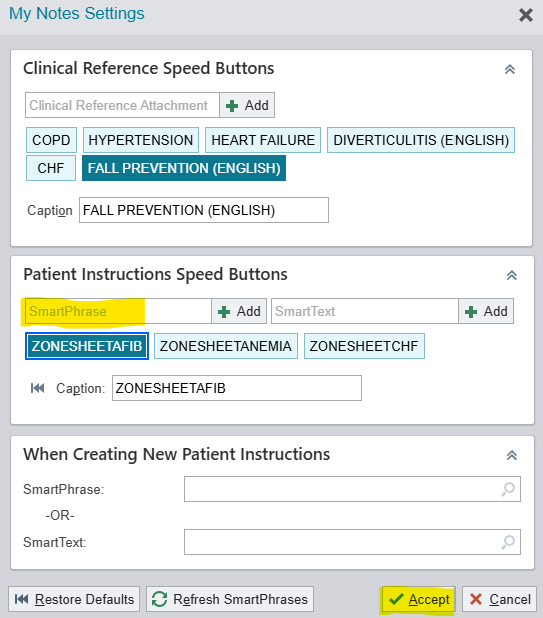 My Notes Settings
Clinical Reference Speed Buttons
Clinical Reference Attachment Add
COPD HYPERTENSION HEART FAILURE DIVERTICULITIS (ENGLISH)
CHF FALL PREVENTION (ENGLISH)
Caption FALL PREVENTION (ENGLISH)
Patient Instructions Speed Buttons
SmartPhrase Add SmartText Add
ZONESHEETAFIB ZONESHEETANEMIA ZONESHEETCHF
Caption: ZONESHEETAFIB
When Creating New Patient Instructions
SmartPhrase:
-OR-
SmartText:
Restore Defaults Refresh SmartPhrases Accept Cancel